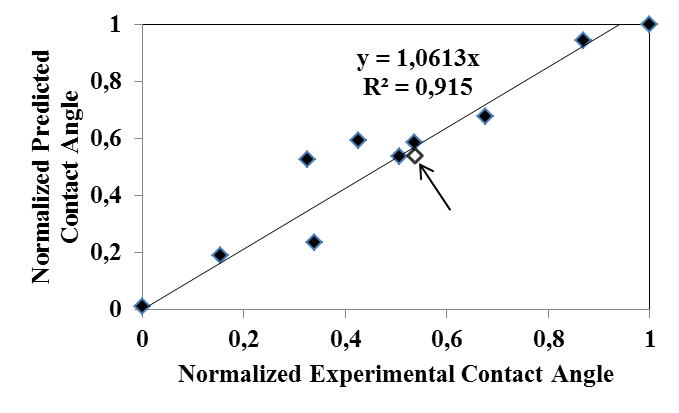 1
y = 1,0613x
R² = 0,915
0,8
0,6
0,4
0,2
0
Normalized Predicted
Contact Angle
0
0,2
0,4
0,6
0,8
1
Normalized Experimental Contact Angle